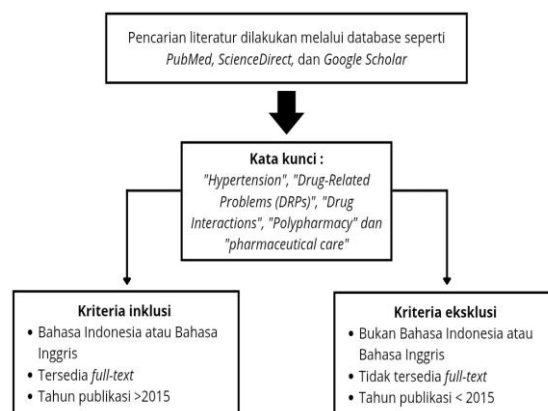 Pencarian literatur dilakukan melalui database seperti
PubMed, ScienceDirect, dan Google Scholar
Kata kunci :
"Hypertension", "Drug-Related
Problems (DRPs)", "Drug
Interactions", "Polypharmacy" dan
"pharmaceutical care"
Kriteria inklusi
• Bahasa Indonesia atau Bahasa
Inggris
• Tersedia full-text
• Tahun publikasi >2015
Kriteria eksklusi
• Bukan Bahasa Indonesia atau
Bahasa Inggris
• Tidak tersedia full-text
• Tahun publikasi < 2015